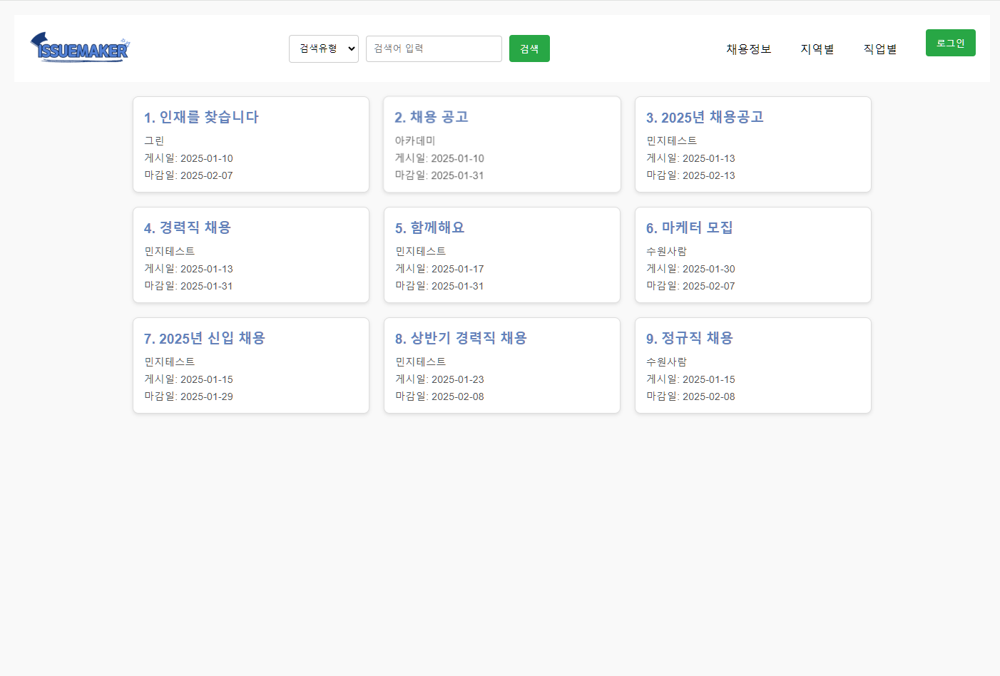 ISSUEMAKER
검색유형
검색어 입력
검색
채용정보
지역별
직업별
로그인
1. 인재를 찾습니다
그린
게시일: 2025-01-10
마감일: 2025-02-07
2. 채용 공고
아카데미
게시일: 2025-01-10
마감일: 2025-01-31
3. 2025년 채용공고
민지테스트
게시일: 2025-01-13
마감일: 2025-02-13
4. 경력직 채용
민지테스트
게시일: 2025-01-13
마감일: 2025-01-31
5. 함께해요
민지테스트
게시일: 2025-01-17
마감일: 2025-01-31
6. 마케터 모집
수원사람
게시일: 2025-01-30
마감일: 2025-02-07
7. 2025년 신입 채용
민지테스트
게시일: 2025-01-15
마감일: 2025-01-29
8. 상반기 경력직 채용
민지테스트
게시일: 2025-01-23
마감일: 2025-02-08
9. 정규직 채용
수원사람
게시일: 2025-01-15
마감일: 2025-02-08